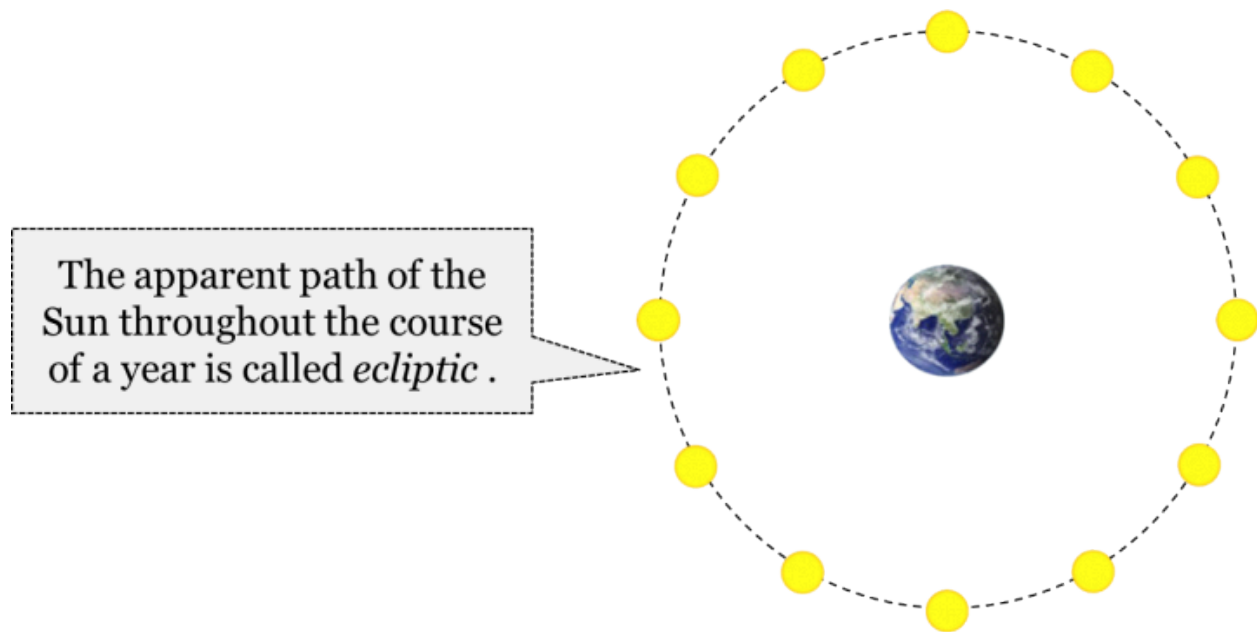 The apparent path of the
Sun throughout the course
of a year is called ecliptic .